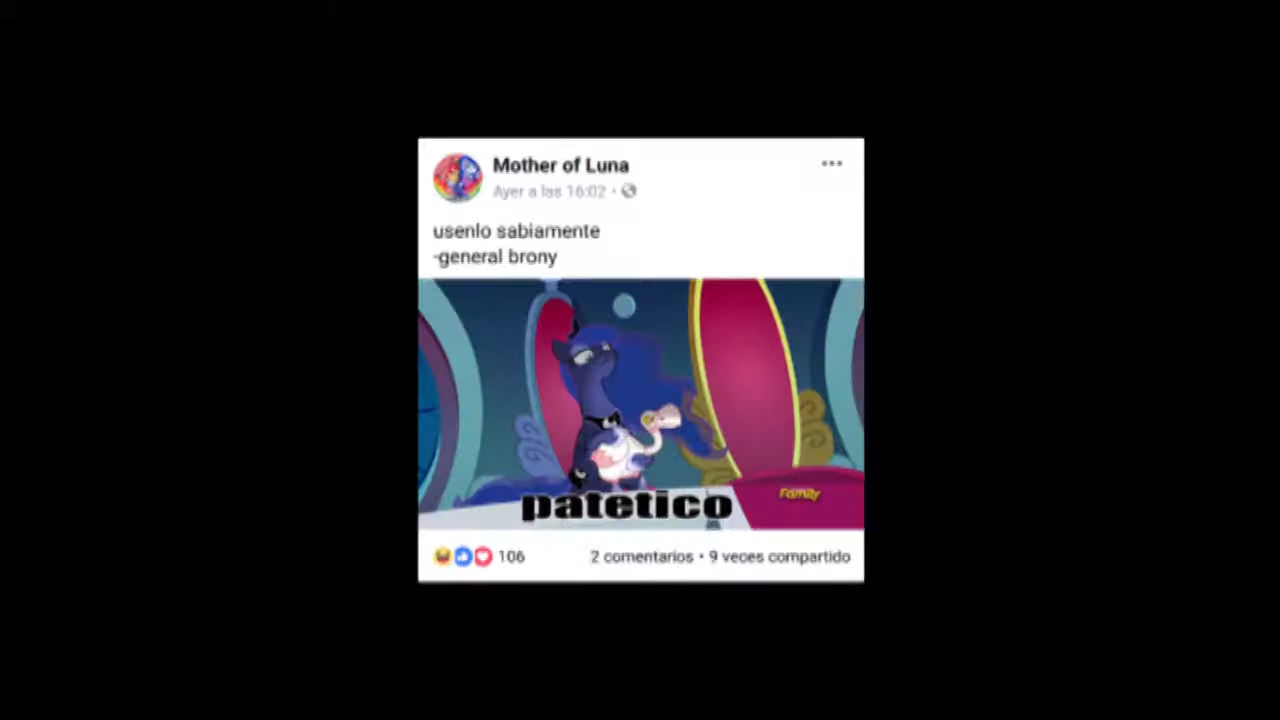 Mother of Luna
Ayer a las 16:02
usenlo sabiamente
-general brony
Family
patetico
106
2 comentarios • 9 veces compartido